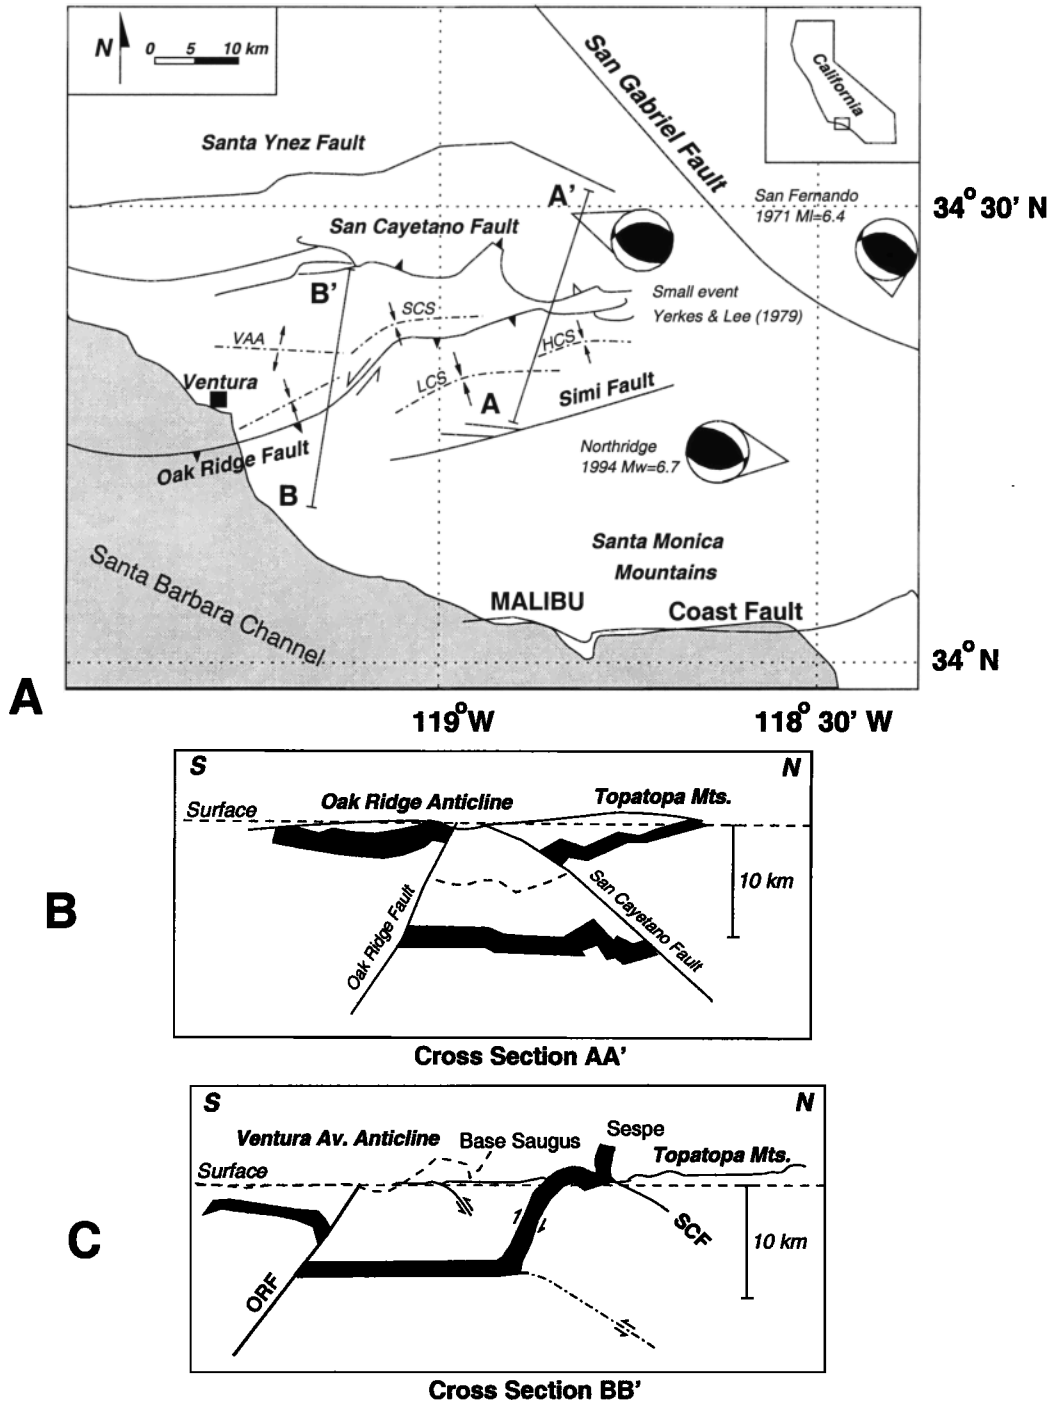 N
0 5 10 km
California
Santa Ynez Fault
San Gabriel Fault
A'
San Fernando
1971 Ml=6.4
34° 30' N
San Cayetano Fault
B'
Small event
Yerkes & Lee (1979)
SCS
VAA
HCS
LCS
Ventura
A
Simi Fault
Oak Ridge Fault
Northridge
1994 Mw=6.7
B
Santa Monica
Mountains
Santa Barbara Channel
MALIBU
Coast Fault
34° N
A
119° W
118° 30' W
S
N
Surface
Oak Ridge Anticline
Topatopa Mts.
Oak Ridge Fault
San Cayetano Fault
10 km
B
Cross Section AA'
S
N
Ventura Av. Anticline
Base Saugus
Sespe
Topatopa Mts.
Surface
SCF
10 km
C
ORF
Cross Section BB'